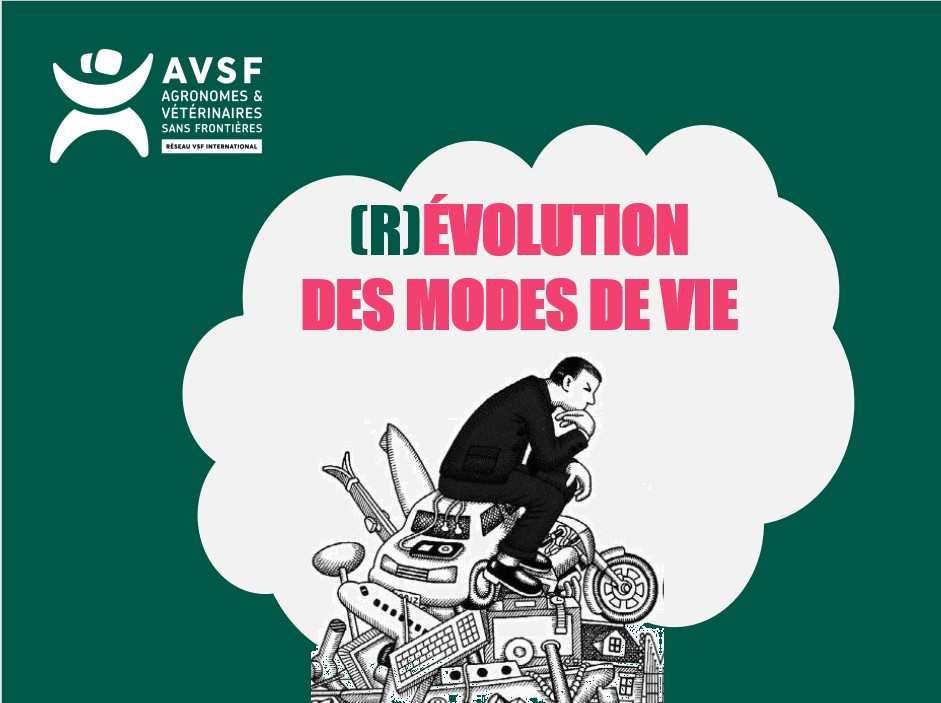 AVSF
AGRONOMES &
VÉTÉRINAIRES
SANS FRONTIÈRES
RÉSEAU VSF INTERNATIONAL
(R)ÉVOLUTION
DES MODES DE VIE